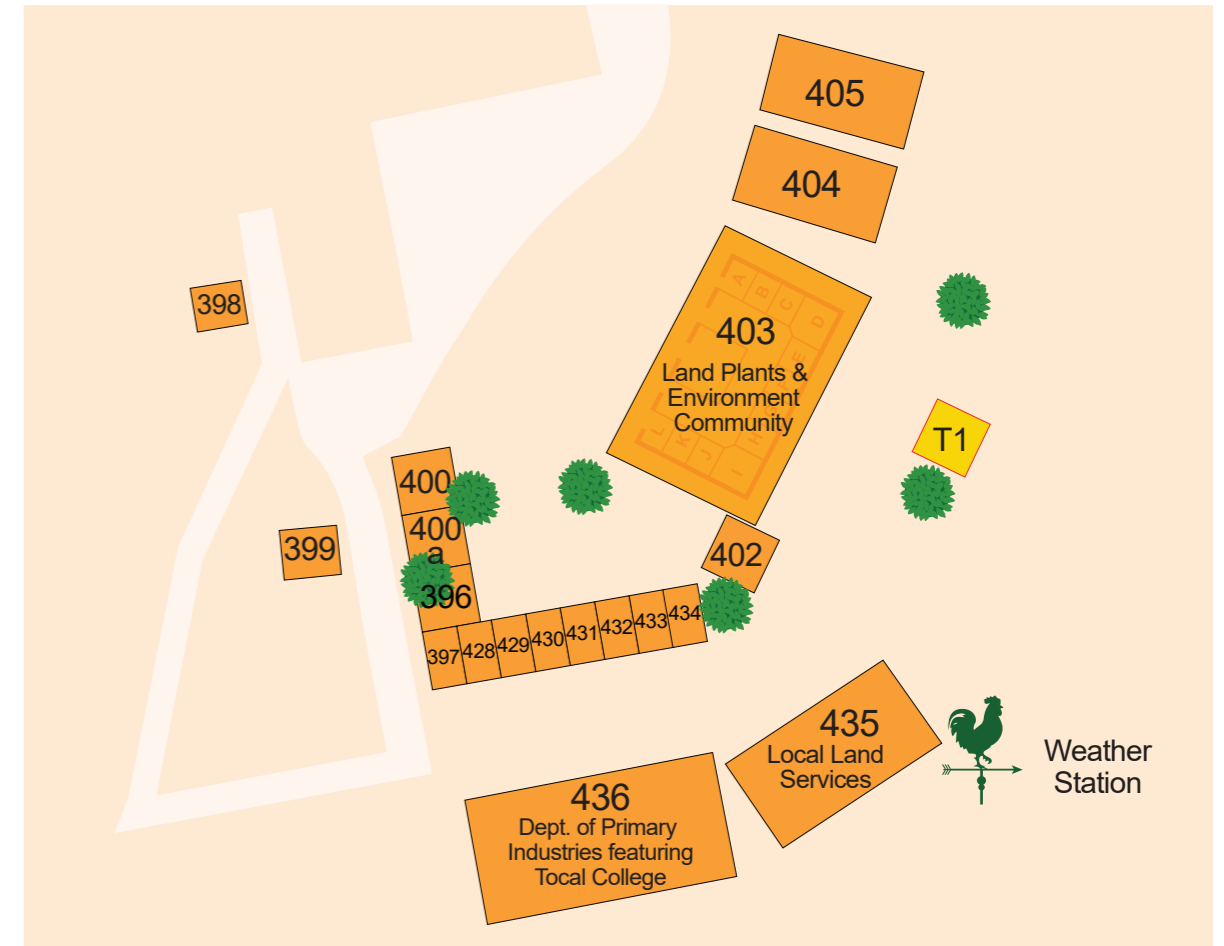 405
404
398
A
B
C
D
403
E
Land Plants &
Environment
Community
F
G
H
L
K
J
I
T1
400
400
a
399
402
396
397
428
429
430
431
432
433
434
435
Local Land
Services
Weather
Station
436
Dept. of Primary
Industries featuring
Tocal College